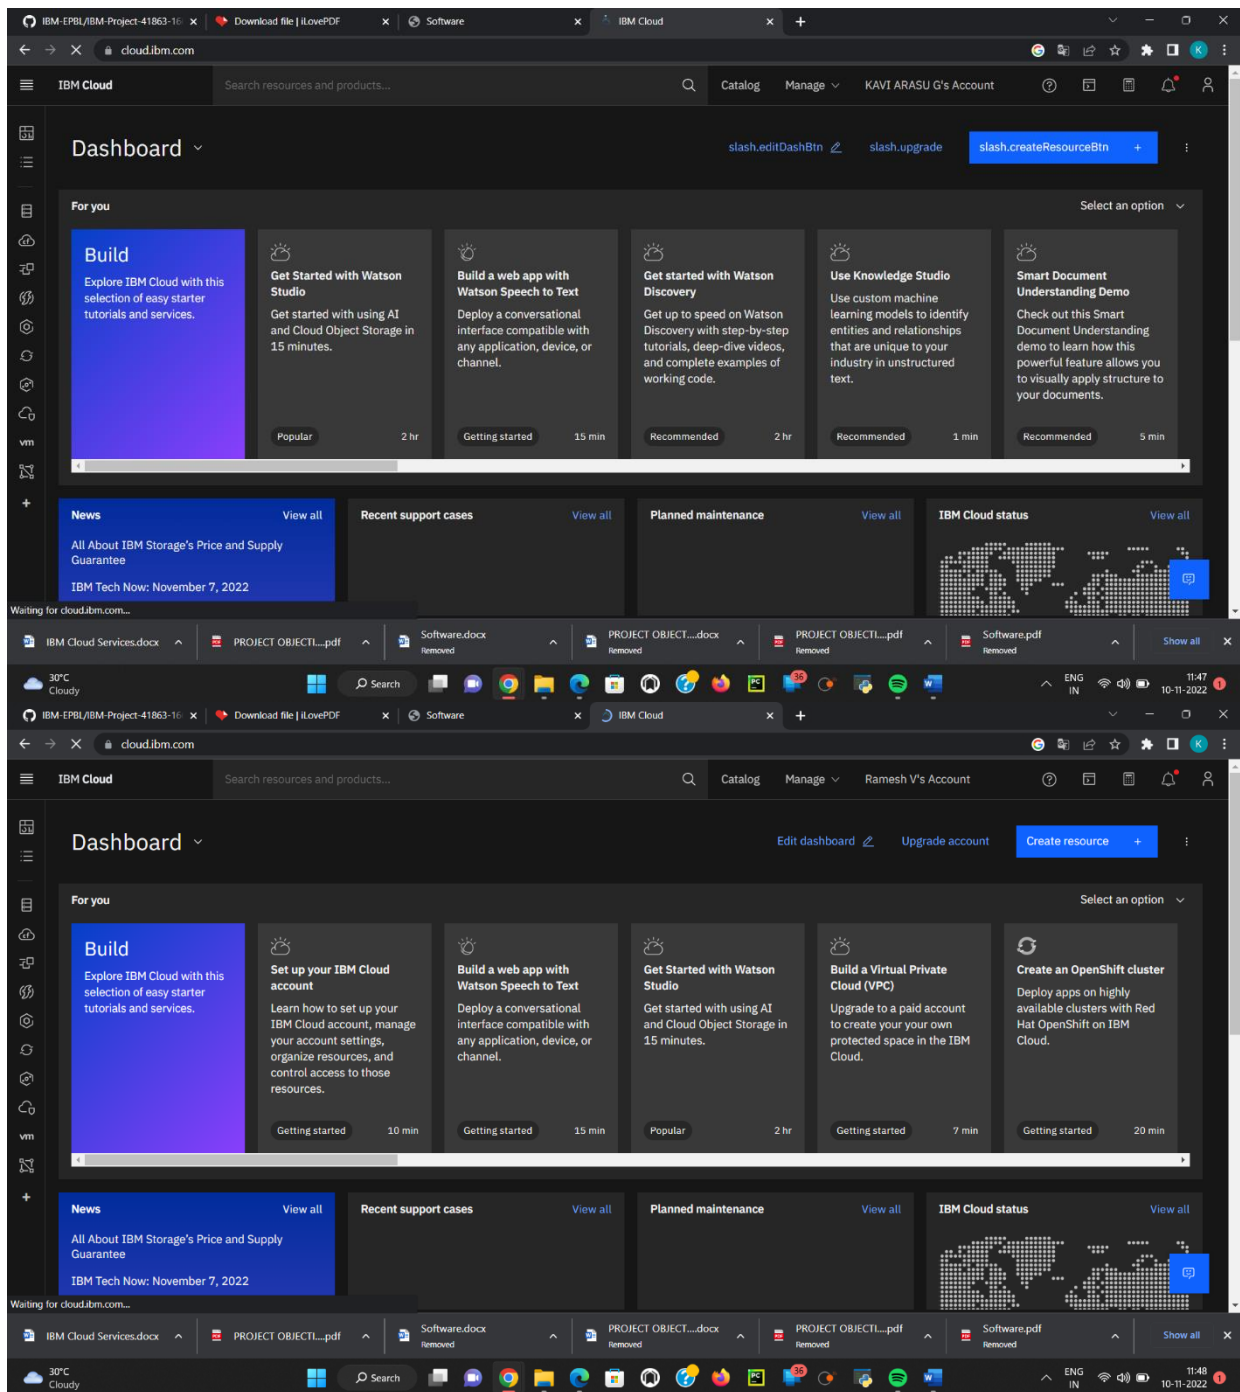 IBM-EPBL/IBM-Project-41863-16
Download file | iLovePDF
Software
IBM Cloud
cloud.ibm.com
K
IBM Cloud
Search resources and products...
Catalog
Manage
KAVI ARASU G's Account
Dashboard
slash.editDashBtn
slash.upgrade
slash.createResourceBtn +
For you
Select an option
Build
Explore IBM Cloud with this
selection of easy starter
tutorials and services.
Get Started with Watson
Studio
Get started with using AI
and Cloud Object Storage in
15 minutes.
Popular
2 hr
Build a web app with
Watson Speech to Text
Deploy a conversational
interface compatible with
any application, device, or
channel.
Getting started
15 min
Get started with Watson
Discovery
Get up to speed on Watson
Discovery with step-by-step
tutorials, deep-dive videos,
and complete examples of
working code.
Recommended
2 hr
Use Knowledge Studio
Use custom machine
learning models to identify
entities and relationships
that are unique to your
industry in unstructured
text.
Recommended
1 min
Smart Document
Understanding Demo
Check out this Smart
Document Understanding
demo to learn how this
powerful feature allows you
to visually apply structure to
your documents.
Recommended
5 min
vm
News
View all
All About IBM Storage's Price and Supply
Guarantee
IBM Tech Now: November 7, 2022
Recent support cases
View all
Planned maintenance
View all
IBM Cloud status
View all
Waiting for cloud.ibm.com...
IBM Cloud Services.docx
PROJECT OBJECTI....pdf
Software.docx
Removed
PROJECT OBJECT....docx
Removed
PROJECT OBJECTI....pdf
Removed
Software.pdf
Removed
Show all
30°C
Cloudy
Search
36
ENG
IN
11:47
10-11-2022
1
IBM-EPBL/IBM-Project-41863-16
Download file | iLovePDF
Software
IBM Cloud
cloud.ibm.com
K
IBM Cloud
Search resources and products...
Catalog
Manage
Ramesh V's Account
Dashboard
Edit dashboard
Upgrade account
Create resource +
For you
Select an option
Build
Explore IBM Cloud with this
selection of easy starter
tutorials and services.
Set up your IBM Cloud
account
Learn how to set up your
IBM Cloud account, manage
your account settings,
organize resources, and
control access to those
resources.
Getting started
10 min
Build a web app with
Watson Speech to Text
Deploy a conversational
interface compatible with
any application, device, or
channel.
Getting started
15 min
Get Started with Watson
Studio
Get started with using AI
and Cloud Object Storage in
15 minutes.
Popular
2 hr
Build a Virtual Private
Cloud (VPC)
Upgrade to a paid account
to create your your own
protected space in the IBM
Cloud.
Getting started
7 min
Create an OpenShift cluster
Deploy apps on highly
available clusters with Red
Hat OpenShift on IBM
Cloud.
Getting started
20 min
vm
News
View all
All About IBM Storage's Price and Supply
Guarantee
IBM Tech Now: November 7, 2022
Recent support cases
View all
Planned maintenance
View all
IBM Cloud status
View all
Waiting for cloud.ibm.com...
IBM Cloud Services.docx
PROJECT OBJECTI....pdf
Software.docx
Removed
PROJECT OBJECT....docx
Removed
PROJECT OBJECTI....pdf
Removed
Software.pdf
Removed
Show all
30°C
Cloudy
Search
36
ENG
IN
11:48
10-11-2022
1